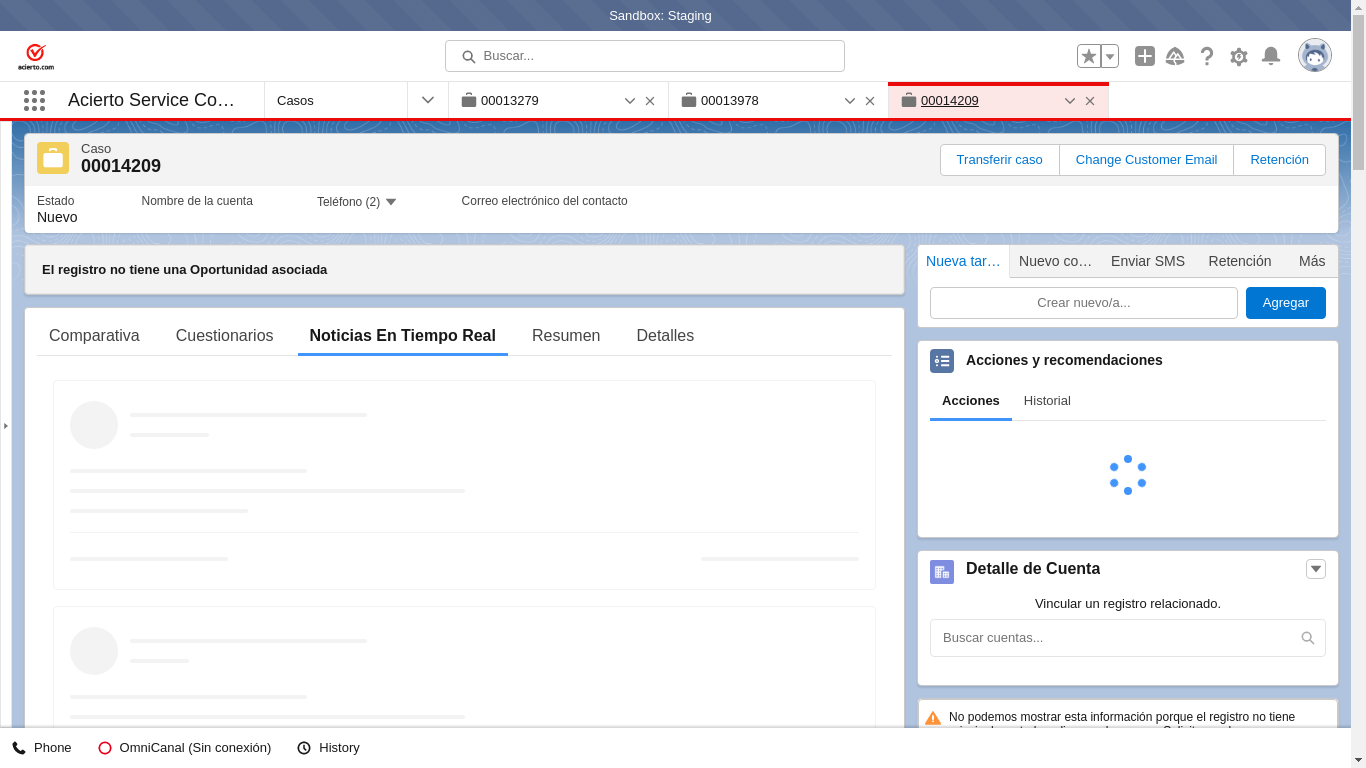 Sandbox: Staging
acierto.com
Buscar...
Acierto Service Co…
Casos
00013279
00013978
00014209
Caso
00014209
Transferir caso
Change Customer Email
Retención
Estado
Nuevo
Nombre de la cuenta
Teléfono (2)
Correo electrónico del contacto
El registro no tiene una Oportunidad asociada
Comparativa
Cuestionarios
Noticias En Tiempo Real
Resumen
Detalles
Nueva tar…
Nuevo co…
Enviar SMS
Retención
Más
Crear nuevo/a...
Agregar
Acciones y recomendaciones
Acciones
Historial
Detalle de Cuenta
Vincular un registro relacionado.
Buscar cuentas...
No podemos mostrar esta información porque el registro no tiene
Phone
OmniCanal (Sin conexión)
History